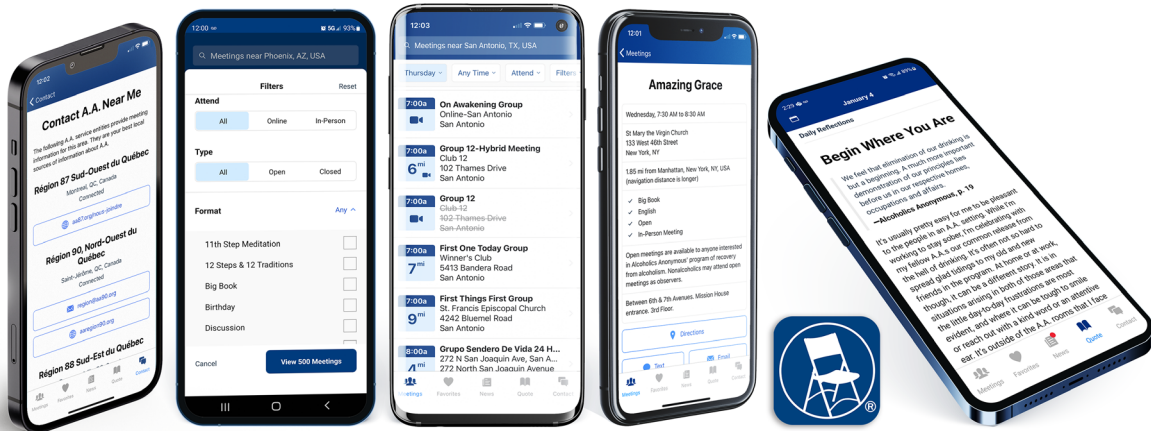 12:02
Contact
Contact A.A. Near Me
The following A.A. service entities provide meeting
information for this area. They are your best local
sources of information about A.A.
Région 87 Sud-Ouest du Québec
Montreal, QC, Canada
Connected
aa87.org/nous-joindre
Région 90, Nord-Ouest du
Québec
Saint-Jérôme, QC, Canada
Connected
region@aa90.org
aaregion90.org
Région 88 Sud-Est du Québec
Meetings
Favorites
News
Quote
Contact
12:00
5G 93%
Meetings near Phoenix, AZ, USA
Filters
Reset
Attend
All
Online
In-Person
Type
All
Open
Closed
Format
Any
11th Step Meditation
12 Steps & 12 Traditions
Big Book
Birthday
Discussion
Cancel
View 500 Meetings
12:03
Meetings near San Antonio, TX, USA
Thursday
Any Time
Attend
Filters
7:00a
On Awakening Group
Online-San Antonio
San Antonio
7:00a
6 mi
Group 12-Hybrid Meeting
Club 12
102 Thames Drive
San Antonio
7:00a
Group 12
Club 12
102 Thames Drive
San Antonio
7:00a
7 mi
First One Today Group
Winner's Club
5413 Bandera Road
San Antonio
7:00a
9 mi
First Things First Group
St. Francis Episcopal Church
4242 Bluemel Road
San Antonio
8:00a
4 mi
Grupo Sendero De Vida 24 H...
272 N San Joaquin Ave, San A...
272 North San Joaquin Avenue
Meetings
Favorites
News
Quote
Contact
12:01
Meetings
Amazing Grace
Wednesday, 7:30 AM to 8:30 AM
St Mary the Virgin Church
133 West 46th Street
New York, NY
1.85 mi from Manhattan, New York, NY, USA
(navigation distance is longer)
✓ Big Book
✓ English
✓ Open
✓ In-Person Meeting
Open meetings are available to anyone interested
in Alcoholics Anonymous' program of recovery
from alcoholism. Nonalcoholics may attend open
meetings as observers.
Between 6th & 7th Avenues. Mission House
entrance. 3rd Floor.
Directions
Text
Email
Meetings
Favorites
News
Quote
Contact
®
2:29
89%
January 4
Daily Reflections
Begin Where You Are
We feel that elimination of our drinking is
but a beginning. A much more important
demonstration of our principles lies
before us in our respective homes,
occupations and affairs.
—Alcoholics Anonymous, p. 19
It's usually pretty easy for me to be pleasant
to the people in an A.A. setting. While I'm
working to stay sober, I'm celebrating with
my fellow A.A.s our common release from
the hell of drinking. It's often not so hard to
spread glad tidings to my old and new
friends in the program. At home or at work,
though, it can be a different story. It is in
situations arising in both of those areas that
the little day-to-day frustrations are most
evident, and where it can be tough to smile
or reach out with a kind word or an attentive
ear. It's outside of the A.A. rooms that I face
Meetings
Favorites
News
Quote
Contact